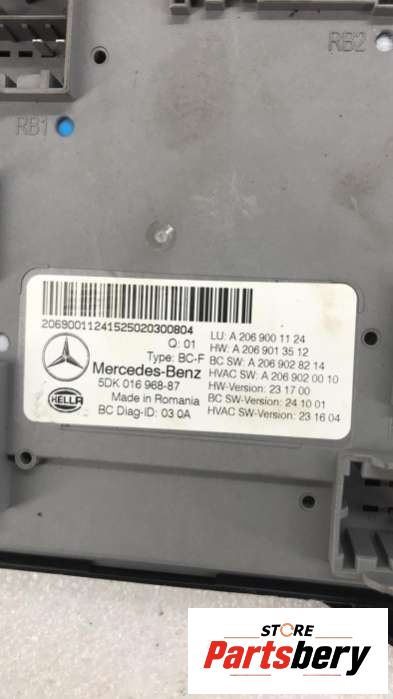 RB2
RB1
20690011241525020300804
Q: 01
Type: BC-F
Mercedes-Benz
5DK 016 968-87
HELLA
Made in Romania
BC Diag-ID: 03 0A
LU: A 206 900 11 24
HW: A 206 901 35 12
BC SW: A 206 902 82 14
HVAC SW: A 206 902 00 10
HW-Version: 23 17 00
BC SW-Version: 24 10 01
HVAC SW-Version: 23 16 04
STORE
Partsbery